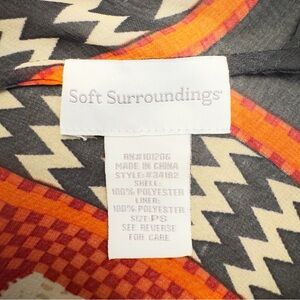 Soft Surroundings
RN#101206
MADE IN CHINA
STYLE:#34182
SHELL:
100% POLYESTER
LINER:
100% POLYESTER
SIZE:PS
SEE REVERSE
FOR CARE